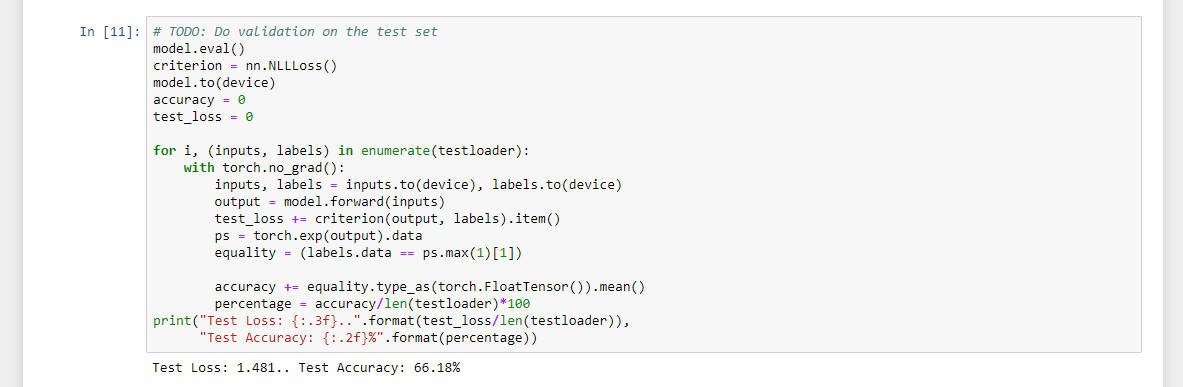 In [11]: # TODO: Do validation on the test set
model.eval()
criterion = nn.NLLLoss()
model.to(device)
accuracy = 0
test_loss = 0

for i, (inputs, labels) in enumerate(testloader):
    with torch.no_grad():
        inputs, labels = inputs.to(device), labels.to(device)
        output = model.forward(inputs)
        test_loss += criterion(output, labels).item()
        ps = torch.exp(output).data
        equality = (labels.data == ps.max(1)[1])

        accuracy += equality.type_as(torch.FloatTensor()).mean()
        percentage = accuracy/len(testloader)*100
print("Test Loss: {:.3f}..".format(test_loss/len(testloader)),
      "Test Accuracy: {:.2f}%".format(percentage))
Test Loss: 1.481.. Test Accuracy: 66.18%